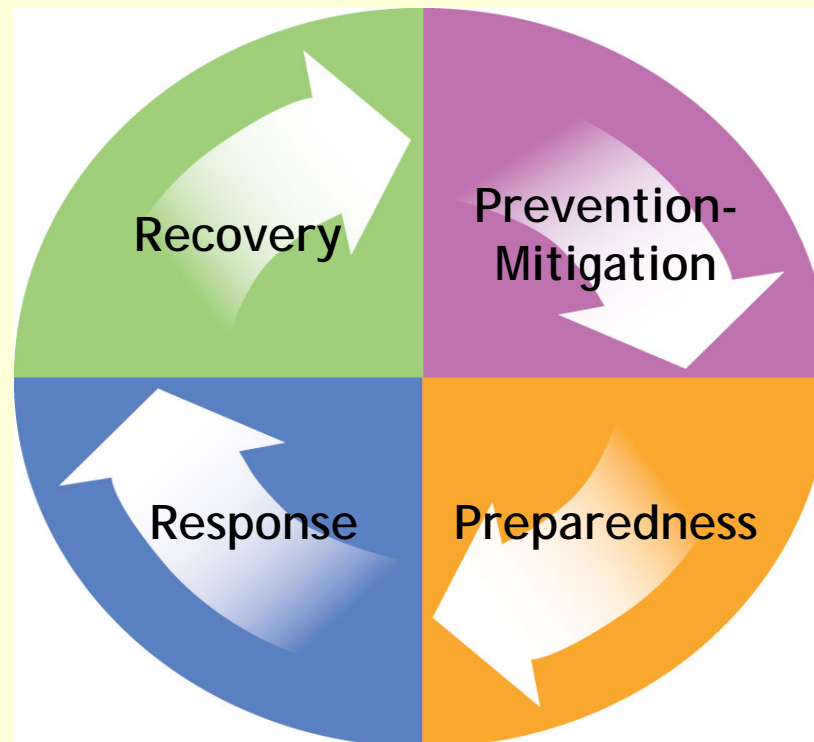 Recovery
Prevention-
Mitigation
Response
Preparedness